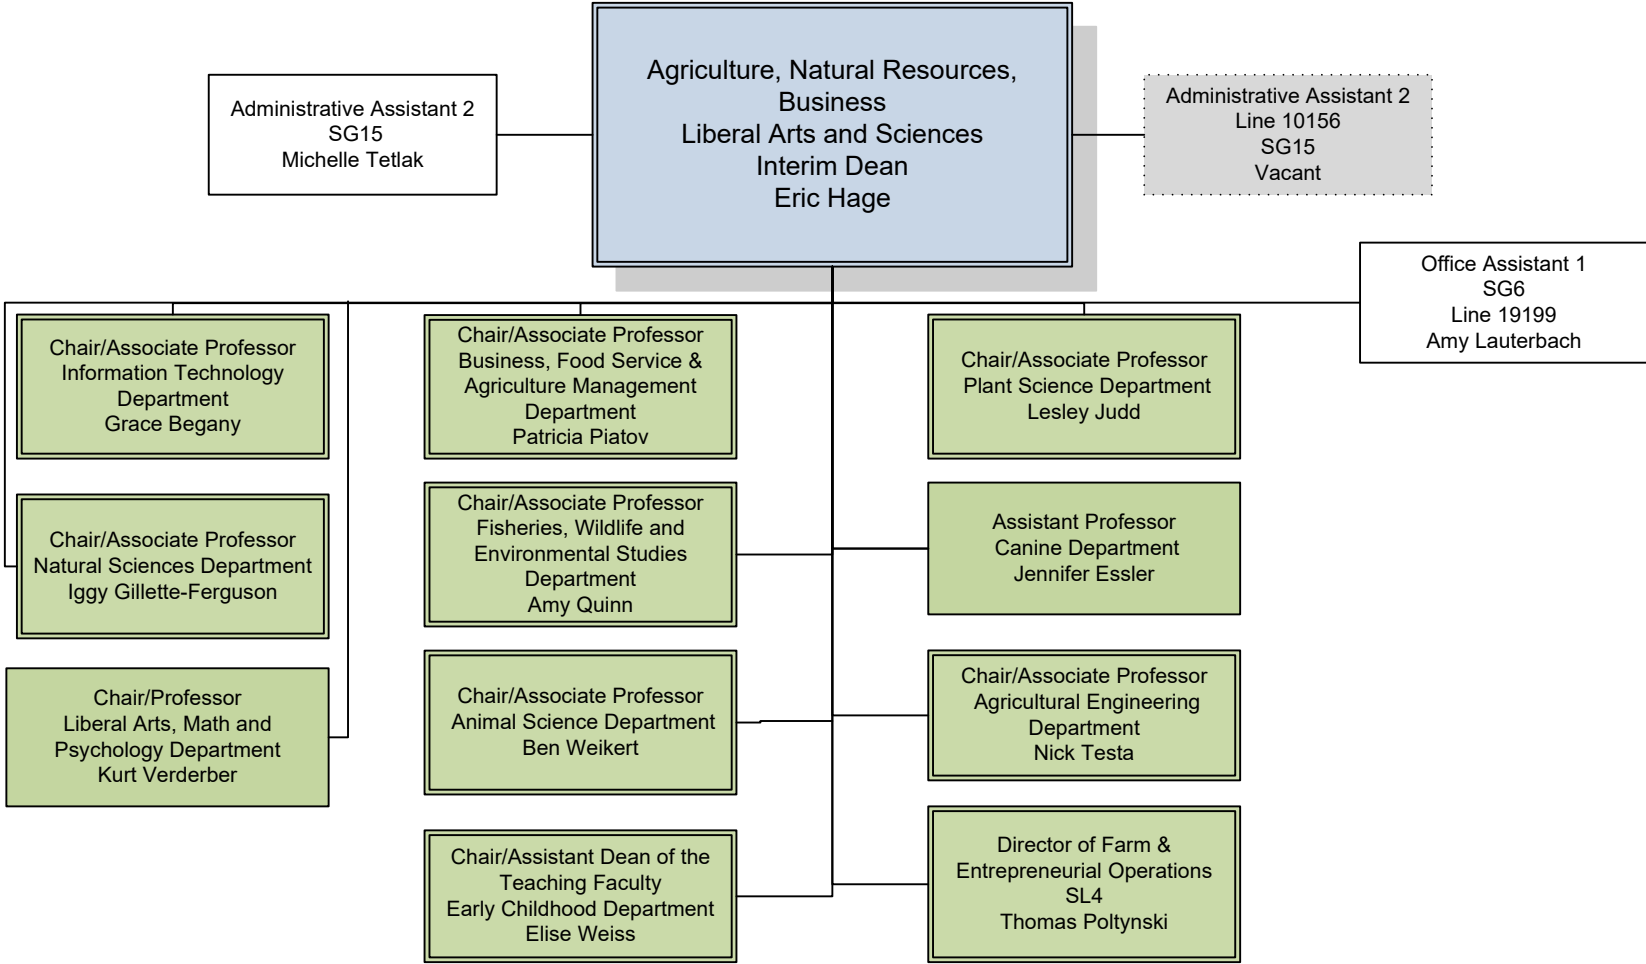 Agriculture, Natural Resources,
Business
Liberal Arts and Sciences
Interim Dean
Eric Hage
Administrative Assistant 2
SG15
Michelle Tetlak
Administrative Assistant 2
Line 10156
SG15
Vacant
Office Assistant 1
SG6
Line 19199
Amy Lauterbach
Chair/Associate Professor
Information Technology
Department
Grace Begany
Chair/Associate Professor
Business, Food Service &
Agriculture Management
Department
Patricia Piatov
Chair/Associate Professor
Plant Science Department
Lesley Judd
Chair/Associate Professor
Natural Sciences Department
Iggy Gillette-Ferguson
Chair/Associate Professor
Fisheries, Wildlife and
Environmental Studies
Department
Amy Quinn
Assistant Professor
Canine Department
Jennifer Essler
Chair/Professor
Liberal Arts, Math and
Psychology Department
Kurt Verderber
Chair/Associate Professor
Animal Science Department
Ben Weikert
Chair/Associate Professor
Agricultural Engineering
Department
Nick Testa
Chair/Assistant Dean of the
Teaching Faculty
Early Childhood Department
Elise Weiss
Director of Farm &
Entrepreneurial Operations
SL4
Thomas Poltynski